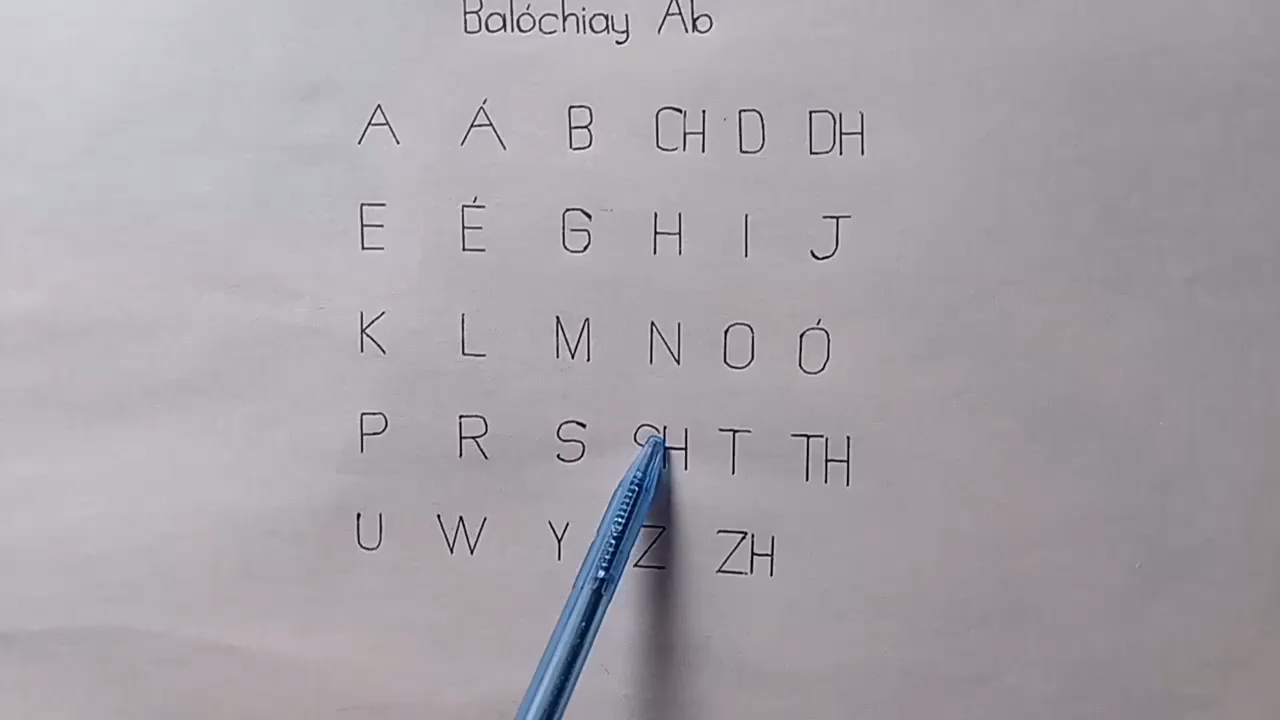 Balóchiay Ab
A Á B CH D DH
E É G H I J
K L M N O Ó
P R S SH T TH
U W Y Z ZH